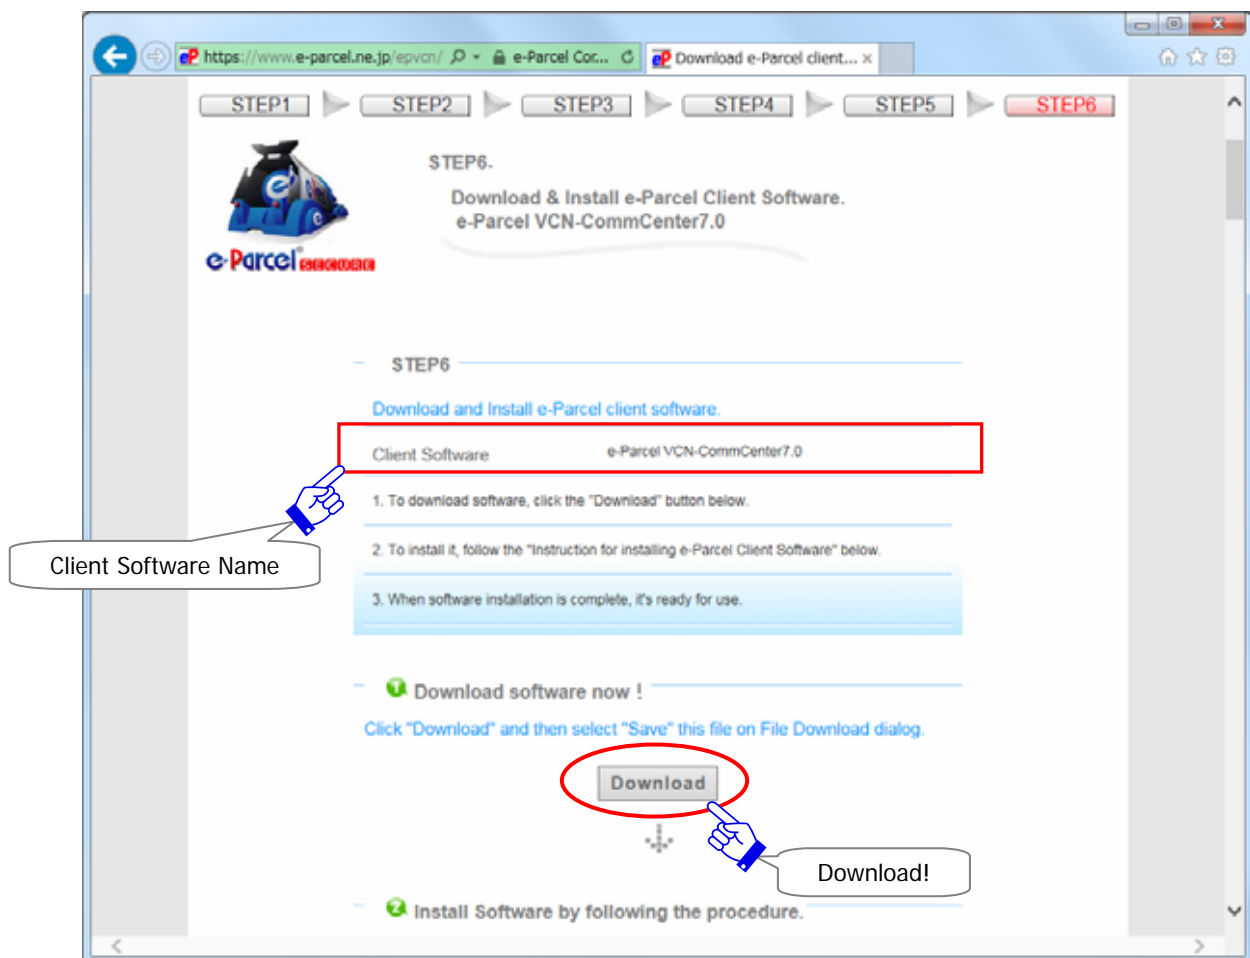 https://www.e-parcel.ne.jp/epvcn/
e-Parcel Cor...
Download e-Parcel client...
STEP1
STEP2
STEP3
STEP4
STEP5
STEP6
STEP6.
Download & Install e-Parcel Client Software.
e-Parcel VCN-CommCenter7.0
e-Parcel
STEP6
Download and Install e-Parcel client software.
Client Software e-Parcel VCN-CommCenter7.0
1. To download software, click the "Download" button below.
2. To install it, follow the "Instruction for installing e-Parcel Client Software" below.
Client Software Name
3. When software installation is complete, it's ready for use.
1 Download software now !
Click "Download" and then select "Save" this file on File Download dialog.
Download
Download!
2 Install Software by following the procedure.